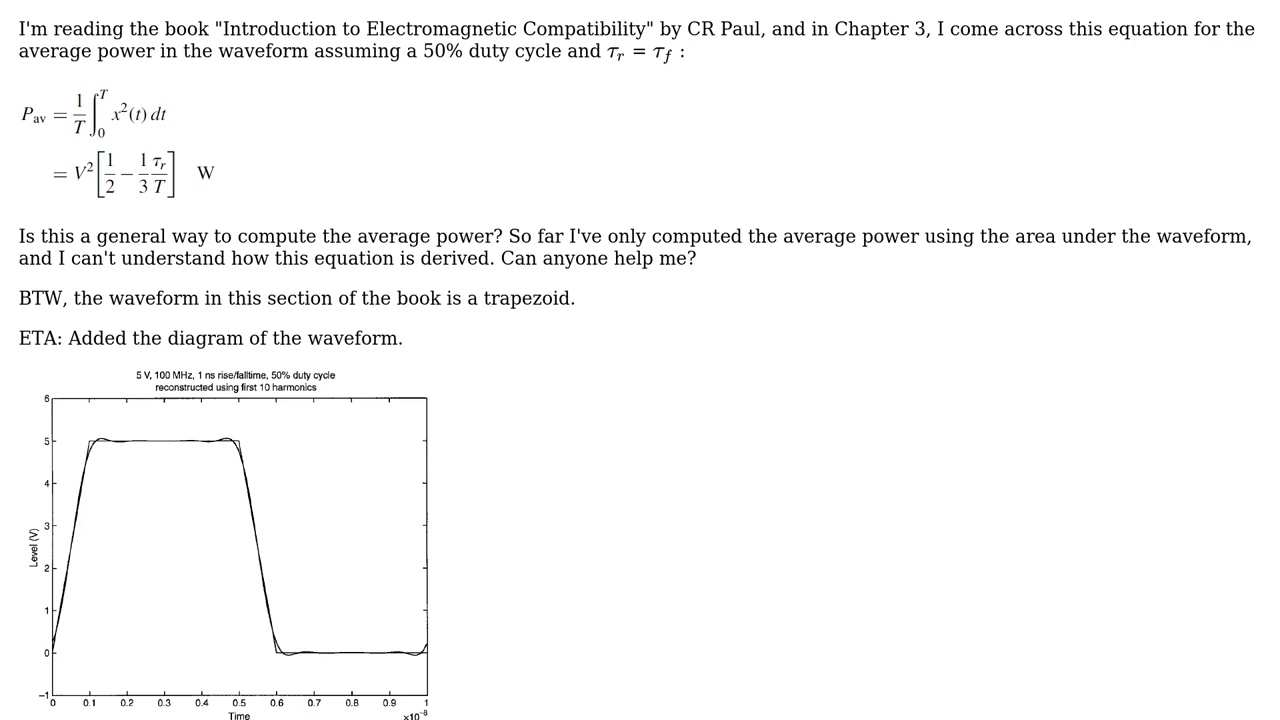 I'm reading the book "Introduction to Electromagnetic Compatibility" by CR Paul, and in Chapter 3, I come across this equation for the
average power in the waveform assuming a 50% duty cycle and τr = τf :
Pav = 1/T ∫₀ᵀ x²(t) dt
= V² [1/2 − 1/3 τr/T] W
Is this a general way to compute the average power? So far I've only computed the average power using the area under the waveform,
and I can't understand how this equation is derived. Can anyone help me?
BTW, the waveform in this section of the book is a trapezoid.
ETA: Added the diagram of the waveform.
5 V, 100 MHz, 1 ns rise/falltime, 50% duty cycle
reconstructed using first 10 harmonics
6
5
4
3
2
1
0
−1
Level (V)
0 0.1 0.2 0.3 0.4 0.5 0.6 0.7 0.8 0.9 1
Time ×10⁻⁸